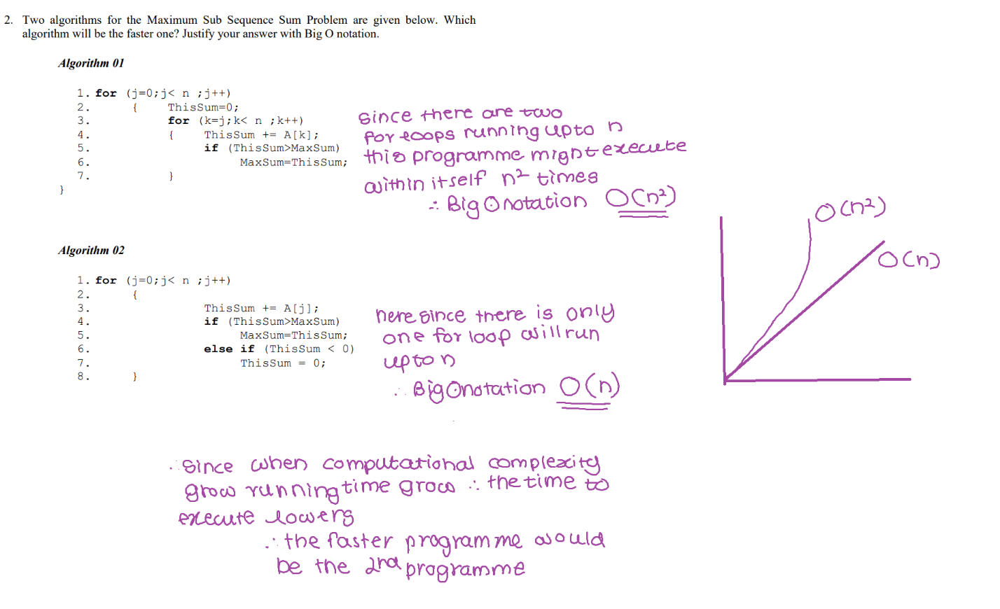 2. Two algorithms for the Maximum Sub Sequence Sum Problem are given below. Which
algorithm will be the faster one? Justify your answer with Big O notation.
Algorithm 01
1. for (j=0;j< n ;j++)
2. { ThisSum=0;
3. for (k=j;k< n ;k++)
4. { ThisSum += A[k];
5. if (ThisSum>MaxSum)
6. MaxSum=ThisSum;
7. }
}
since there are two
for loops running upto n
this programme might execute
within itself n² times
∴ Big O notation O(n²)
O(n²)
O(n)
Algorithm 02
1. for (j=0;j< n ;j++)
2. {
3. ThisSum += A[j];
4. if (ThisSum>MaxSum)
5. MaxSum=ThisSum;
6. else if (ThisSum < 0)
7. ThisSum = 0;
8. }
here since there is only
one for loop will run
upto n
∴ Big O notation O(n)
∴ since when computational complexity
grow running time grow ∴ the time to
execute lowers
∴ the faster programme would
be the 2nd programme